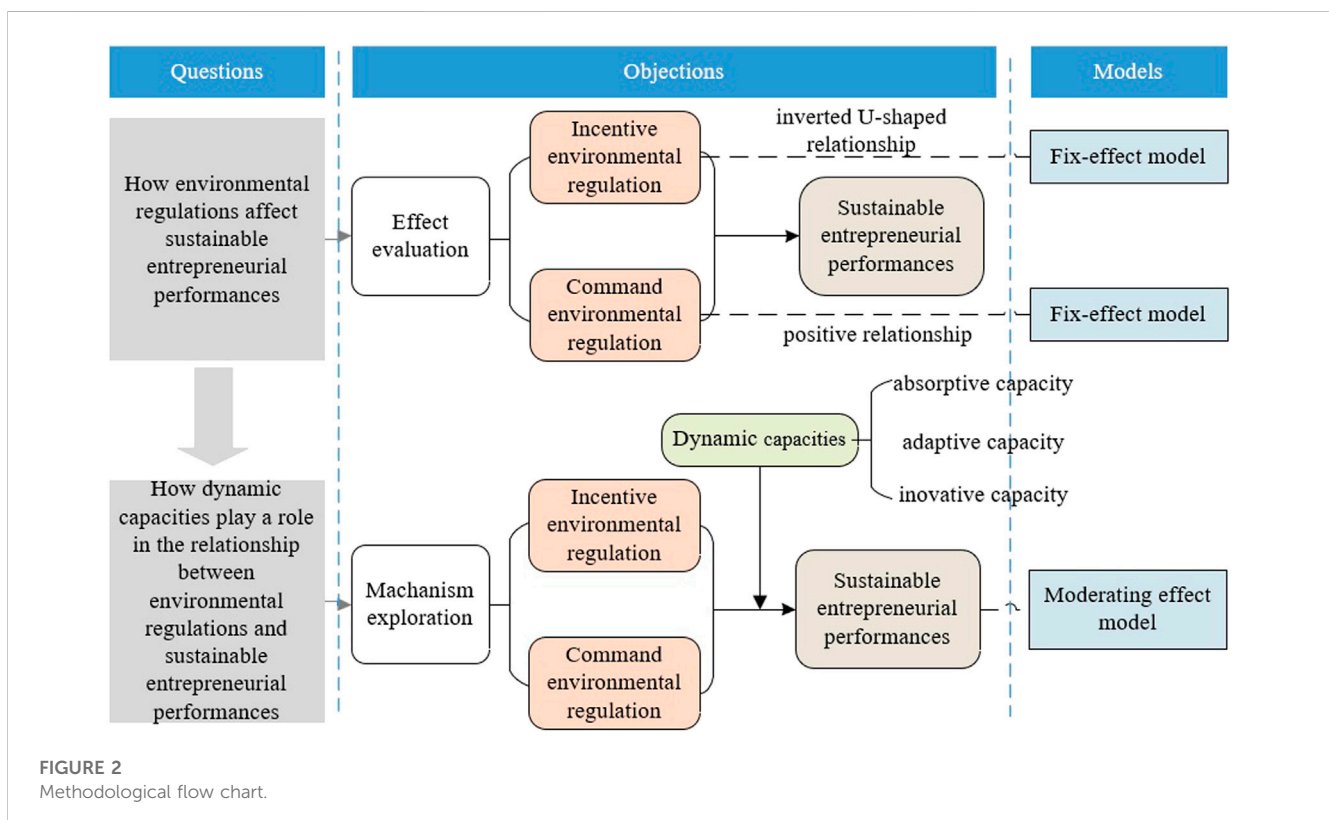 Questions
Objections
Models
How environmental
regulations affect
sustainable
entrepreneurial
performances
Effect
evaluation
Incentive
environmental
regulation
Command
environmental
regulation
inverted U-shaped
relationship
Sustainable
entrepreneurial
performances
positive relationship
Fix-effect model
Fix-effect model
How dynamic
capacities play a role
in the relationship
between
environmental
regulations and
sustainable
entrepreneurial
performances
Machanism
exploration
Incentive
environmental
regulation
Command
environmental
regulation
Dynamic capacities
absorptive capacity
adaptive capacity
inovative capacity
Sustainable
entrepreneurial
performances
Moderating effect
model
FIGURE 2
Methodological flow chart.